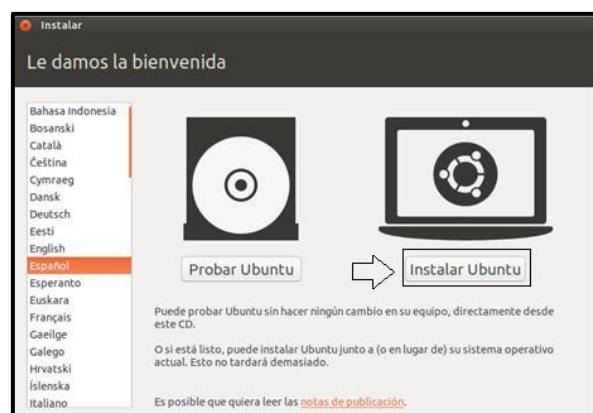 Instalar
Le damos la bienvenida
Bahasa Indonesia
Bosanski
Català
Čeština
Cymraeg
Dansk
Deutsch
Eesti
English
Español
Esperanto
Euskara
Français
Gaeilge
Galego
Hrvatski
Íslenska
Italiano
Probar Ubuntu
Instalar Ubuntu
Puede probar Ubuntu sin hacer ningún cambio en su equipo, directamente desde
este CD.
O si está listo, puede instalar Ubuntu junto a (o en lugar de) su sistema operativo
actual. Esto no tardará demasiado.
Es posible que quiera leer las notas de publicación.